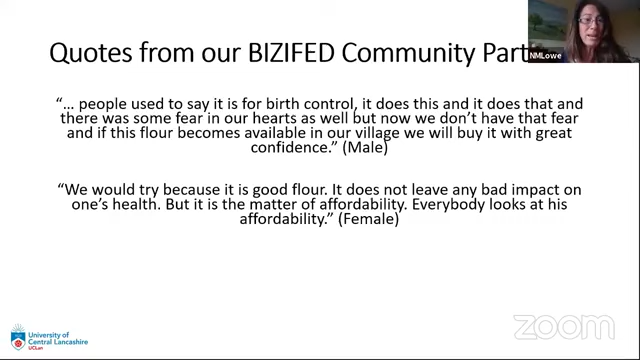 Quotes from our BIZIFED Community Part
NMLowe
“… people used to say it is for birth control, it does this and it does that and
there was some fear in our hearts as well but now we don’t have that fear
and if this flour becomes available in our village we will buy it with great
confidence.” (Male)
“We would try because it is good flour. It does not leave any bad impact on
one’s health. But it is the matter of affordability. Everybody looks at his
affordability.” (Female)
University of
Central Lancashire
UCLan
zoom